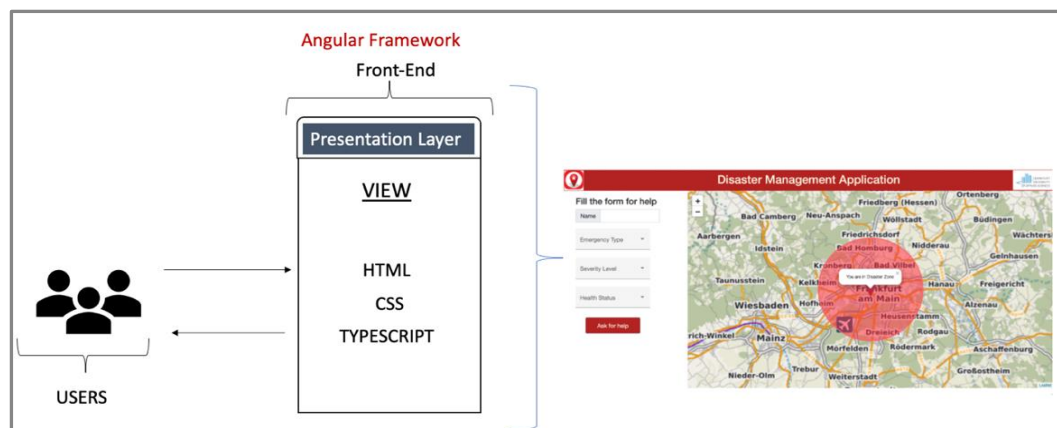 Angular Framework
Front-End
Presentation Layer
VIEW
HTML
CSS
TYPESCRIPT
USERS
Disaster Management Application
Fill the form for help
Name
Emergency Type
Severity Level
Health Status
Ask for help
+
−
Ortenberg
Friedberg (Hessen)
Bad Camberg
Neu-Anspach
Wöllstadt
Büdingen
Aarbergen
Friedrichsdorf
Wächters
Idstein
Bad Homburg
Nidderau
Gelnhausen
Kronberg
Bad Vilbel
Taunusstein
Kelkheim
You are in Disaster Zone
Hanau
Freigericht
Frankfurt
am Main
Wiesbaden
Hofheim
Alzenau
Heusenstamm
rich-Winkel
Mainz
Dreieich
Rodgau
Mörfelden
Rödermark
Aschaffenburg
Trebur
Nieder-Olm
Weiterstadt
Großostheim
Leaflet